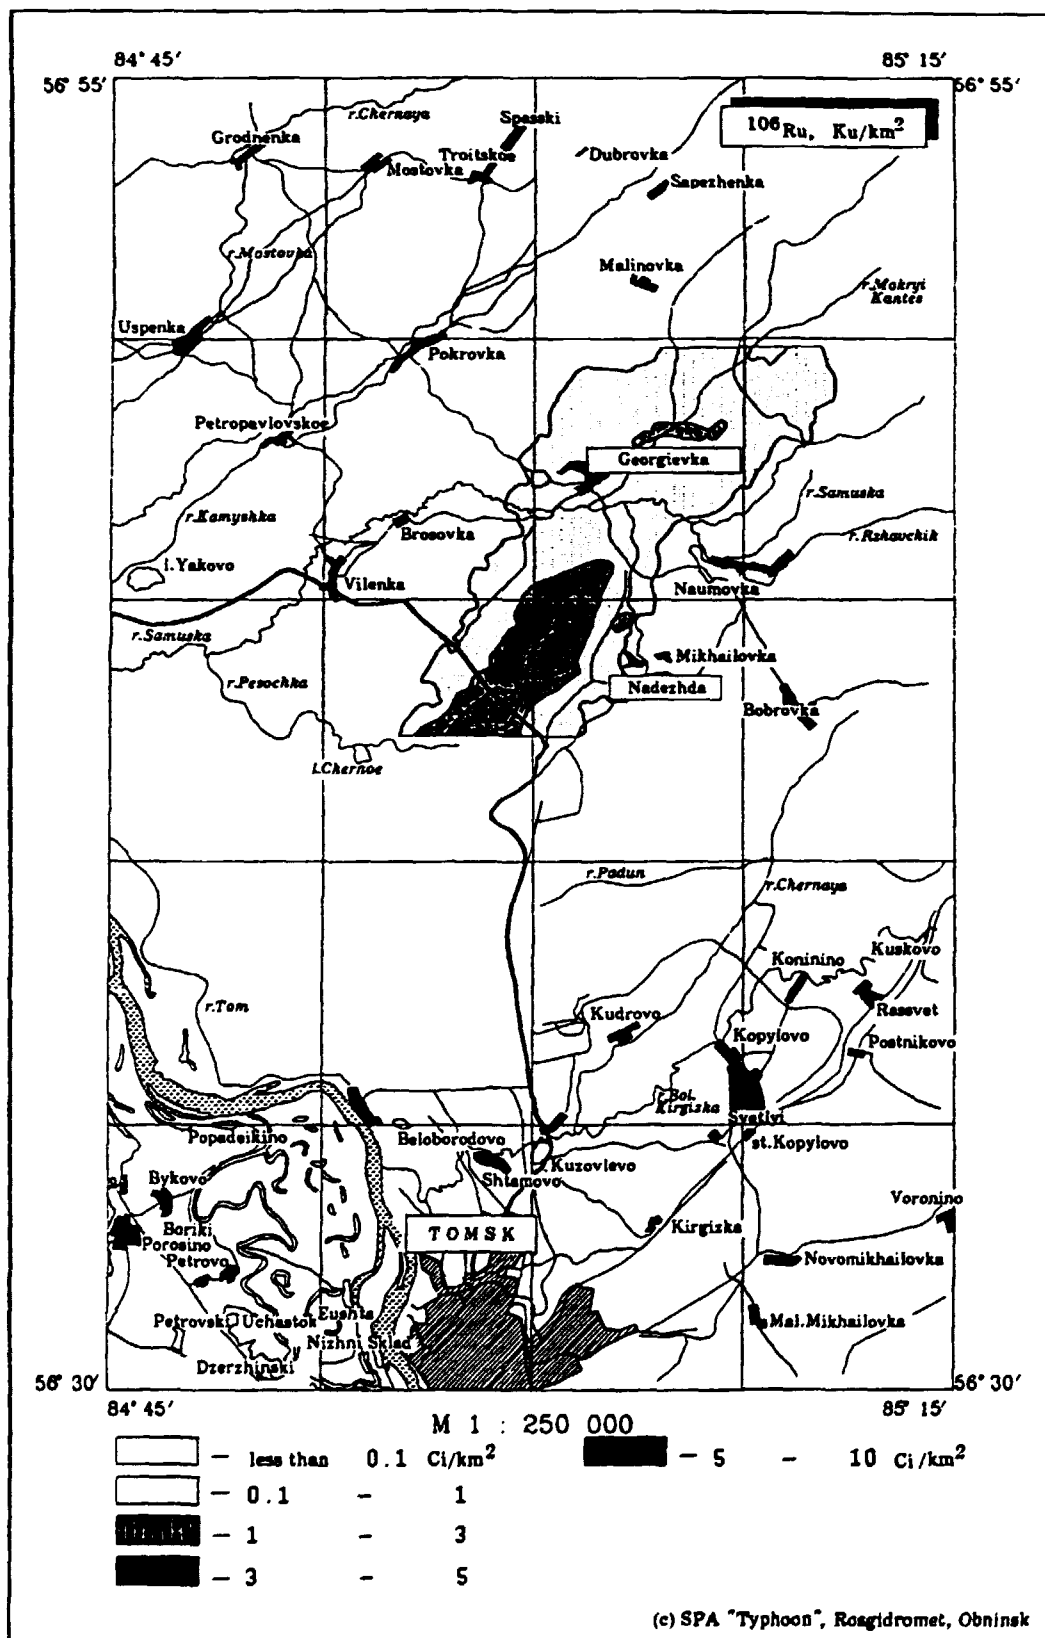 84° 45′ 85° 15′
56° 55′ 56° 55′
106Ru, Ku/km2
r.Chernaya
Spasski
Grodnenka
Troitskoe
Dubrovka
Mostovka
Sapezhenka
r.Mostovka
Malinovka
r.Mokryi
Kantes
Uspenka
Pokrovka
Petropavlovskoe
Georgievka
r.Samuska
r.Kamyshka
Brosovka
r.Rzhavchik
l.Yakovo
Vilenka
Naumovka
r.Samuska
Mikhailovka
r.Pesochka
Nadezhda
Bobrovka
l.Chernoe
r.Padun
r.Chernaya
Kuskovo
Koninino
r.Tom
Rassvet
Kudrovo
Kopylovo
Postnikovo
r.Bol.
Kirgiska
Svetlyi
Popadeikino
Beloborodovo
st.Kopylovo
Kuzovlevo
Bykovo
Shtamovo
Voronino
Boriki
TOMSK
Kirgizka
Porosino
Petrovo
Novomikhailovka
Petrovski Uchastok
Eushta
Mal.Mikhailovka
Nizhni Sklad
Dzerzhinski
56° 30′ 56° 30′
84° 45′ 85° 15′
M 1 : 250 000
– less than 0.1 Ci/km2 – 5 – 10 Ci/km2
– 0.1 – 1
– 1 – 3
– 3 – 5
(c) SPA "Typhoon", Rosgidromet, Obninsk